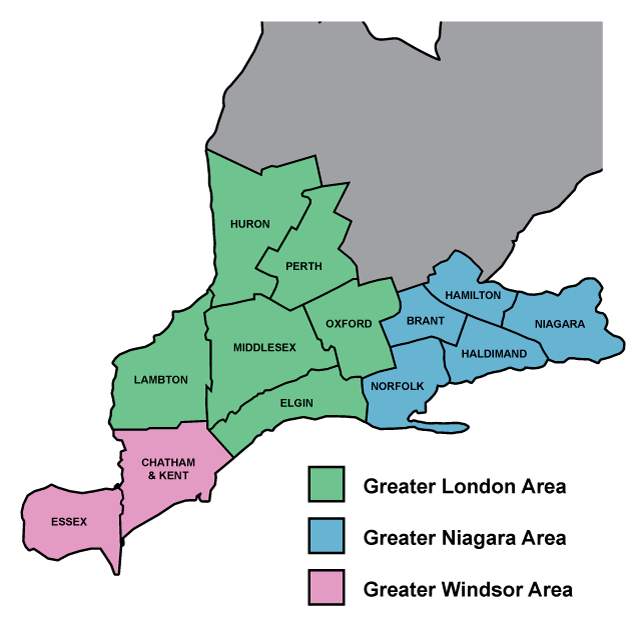 HURON
PERTH
HAMILTON
BRANT
OXFORD
NIAGARA
MIDDLESEX
HALDIMAND
LAMBTON
NORFOLK
ELGIN
CHATHAM
& KENT
ESSEX
Greater London Area
Greater Niagara Area
Greater Windsor Area